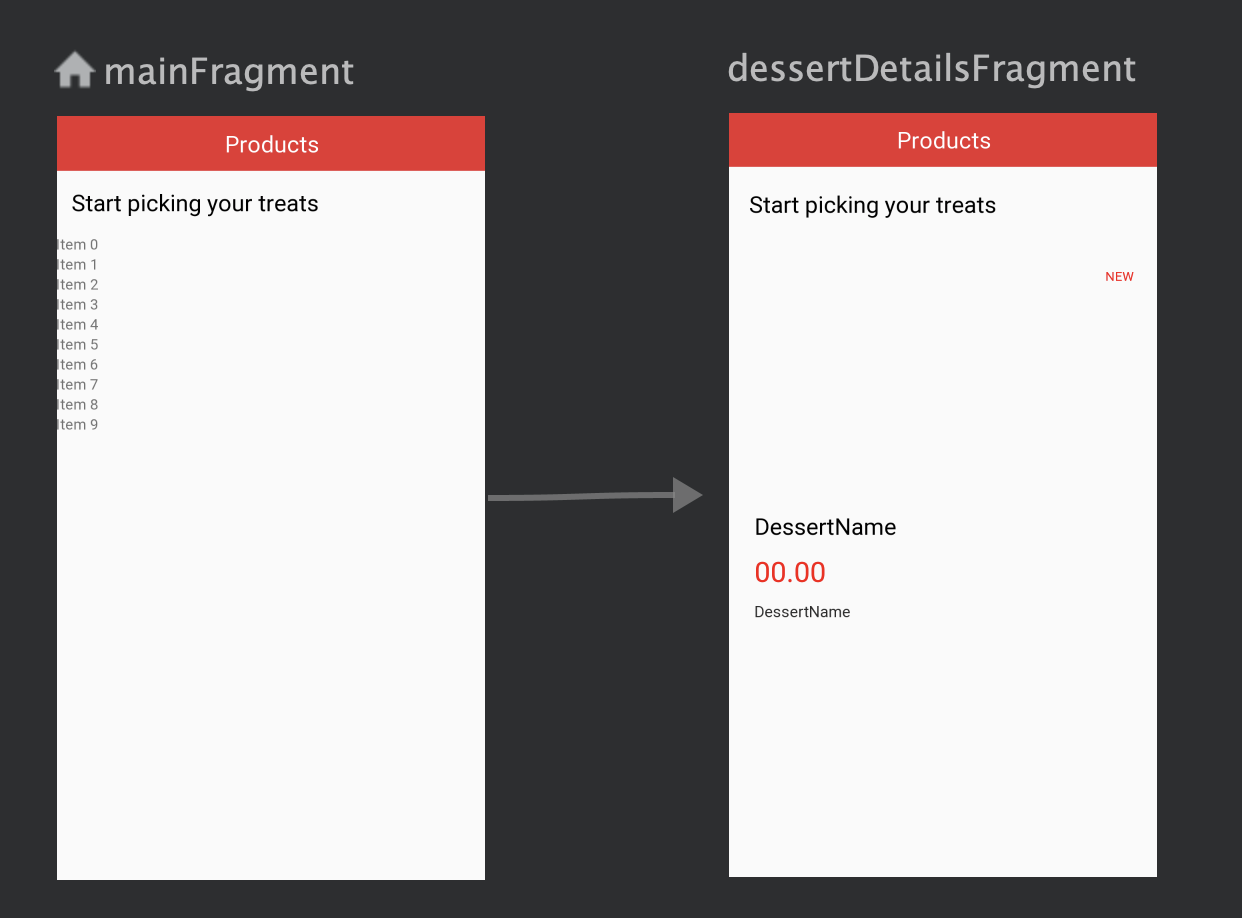 mainFragment
Products
Start picking your treats
Item 0
Item 1
Item 2
Item 3
Item 4
Item 5
Item 6
Item 7
Item 8
Item 9
dessertDetailsFragment
Products
Start picking your treats
NEW
DessertName
00.00
DessertName